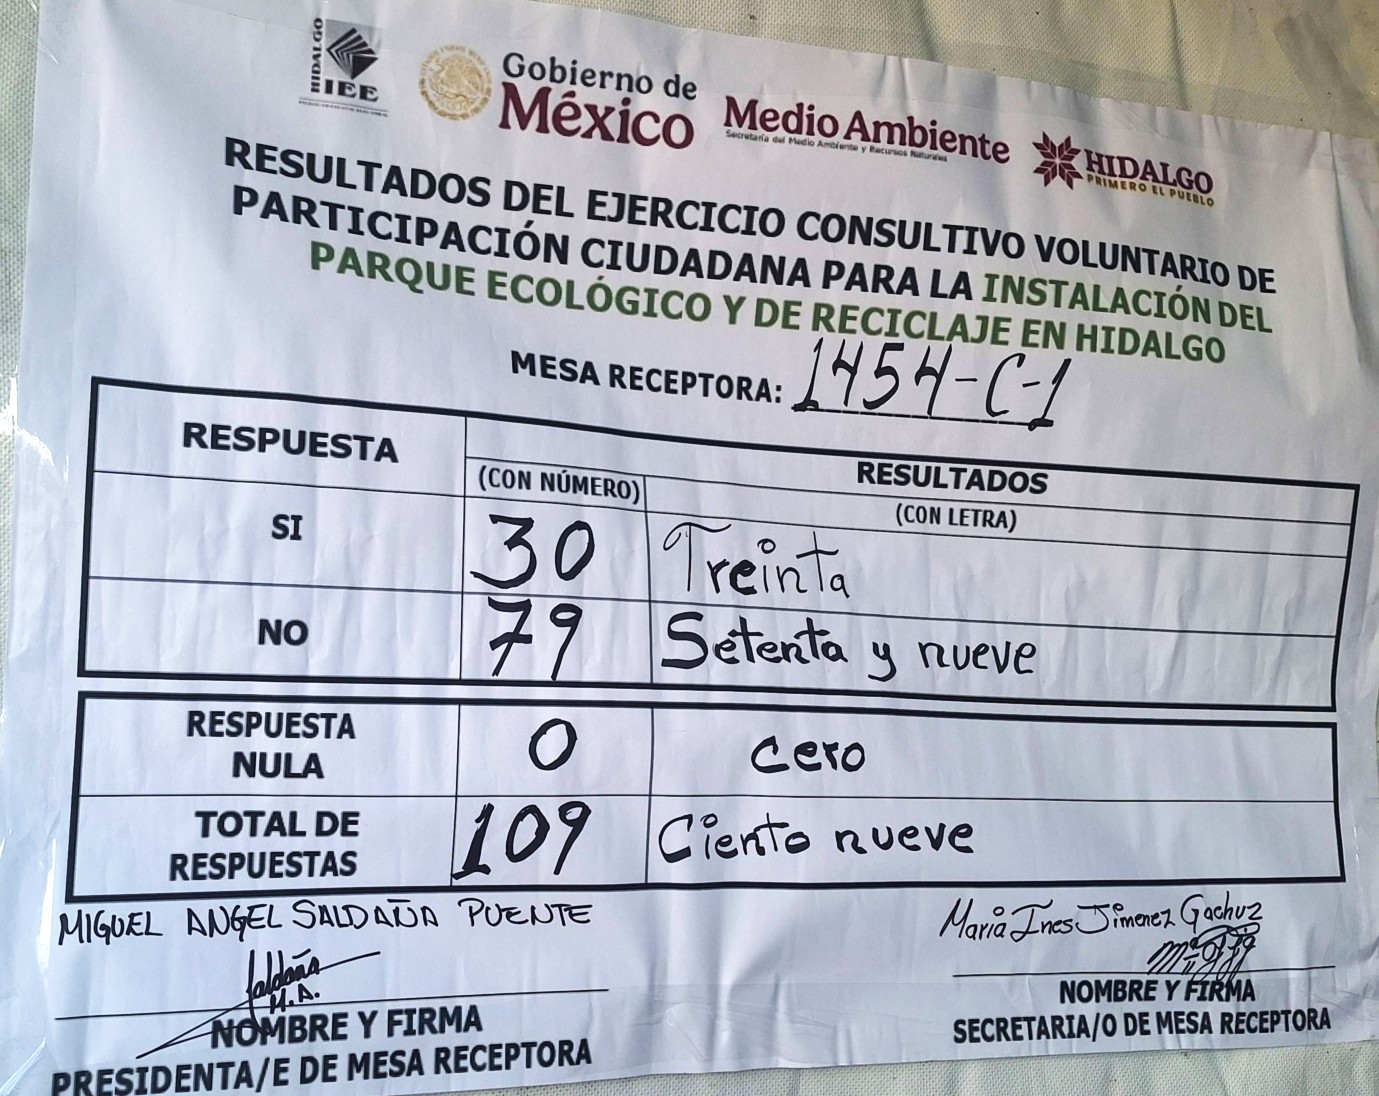 HIDALGO
IEE
Gobierno de
México
Medio Ambiente
Secretaría del Medio Ambiente y Recursos Naturales
HIDALGO
PRIMERO EL PUEBLO
RESULTADOS DEL EJERCICIO CONSULTIVO VOLUNTARIO DE
PARTICIPACIÓN CIUDADANA PARA LA INSTALACIÓN DEL
PARQUE ECOLÓGICO Y DE RECICLAJE EN HIDALGO
MESA RECEPTORA: 1454-C-1
RESPUESTA
RESULTADOS
(CON NÚMERO)
(CON LETRA)
SI 30 Treinta
NO 79 Setenta y nueve
RESPUESTA
NULA 0 cero
TOTAL DE
RESPUESTAS 109 Ciento nueve
MIGUEL ANGEL SALDAÑA PUENTE
Saldaña
M.A.
NOMBRE Y FIRMA
PRESIDENTA/E DE MESA RECEPTORA
Maria Ines Jimenez Gachuz
NOMBRE Y FIRMA
SECRETARIA/O DE MESA RECEPTORA